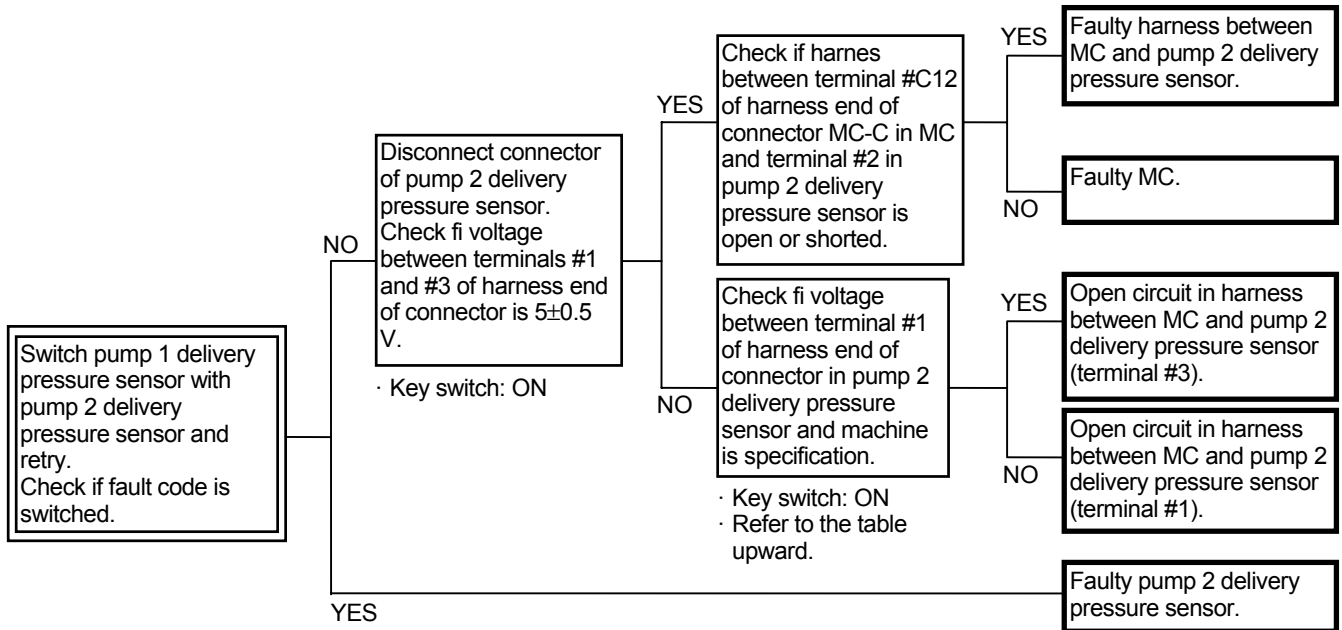 Switch pump 1 delivery
pressure sensor with
pump 2 delivery
pressure sensor and
retry.
Check if fault code is
switched.
NO
Disconnect connector
of pump 2 delivery
pressure sensor.
Check fi voltage
between terminals #1
and #3 of harness end
of connector is 5±0.5
V.
· Key switch: ON
YES
Check if harnes
between terminal #C12
of harness end of
connector MC-C in MC
and terminal #2 in
pump 2 delivery
pressure sensor is
open or shorted.
YES
Faulty harness between
MC and pump 2 delivery
pressure sensor.
NO
Faulty MC.
NO
Check fi voltage
between terminal #1
of harness end of
connector in pump 2
delivery pressure
sensor and machine
is specification.
· Key switch: ON
· Refer to the table
upward.
YES
Open circuit in harness
between MC and pump 2
delivery pressure sensor
(terminal #3).
NO
Open circuit in harness
between MC and pump 2
delivery pressure sensor
(terminal #1).
YES
Faulty pump 2 delivery
pressure sensor.